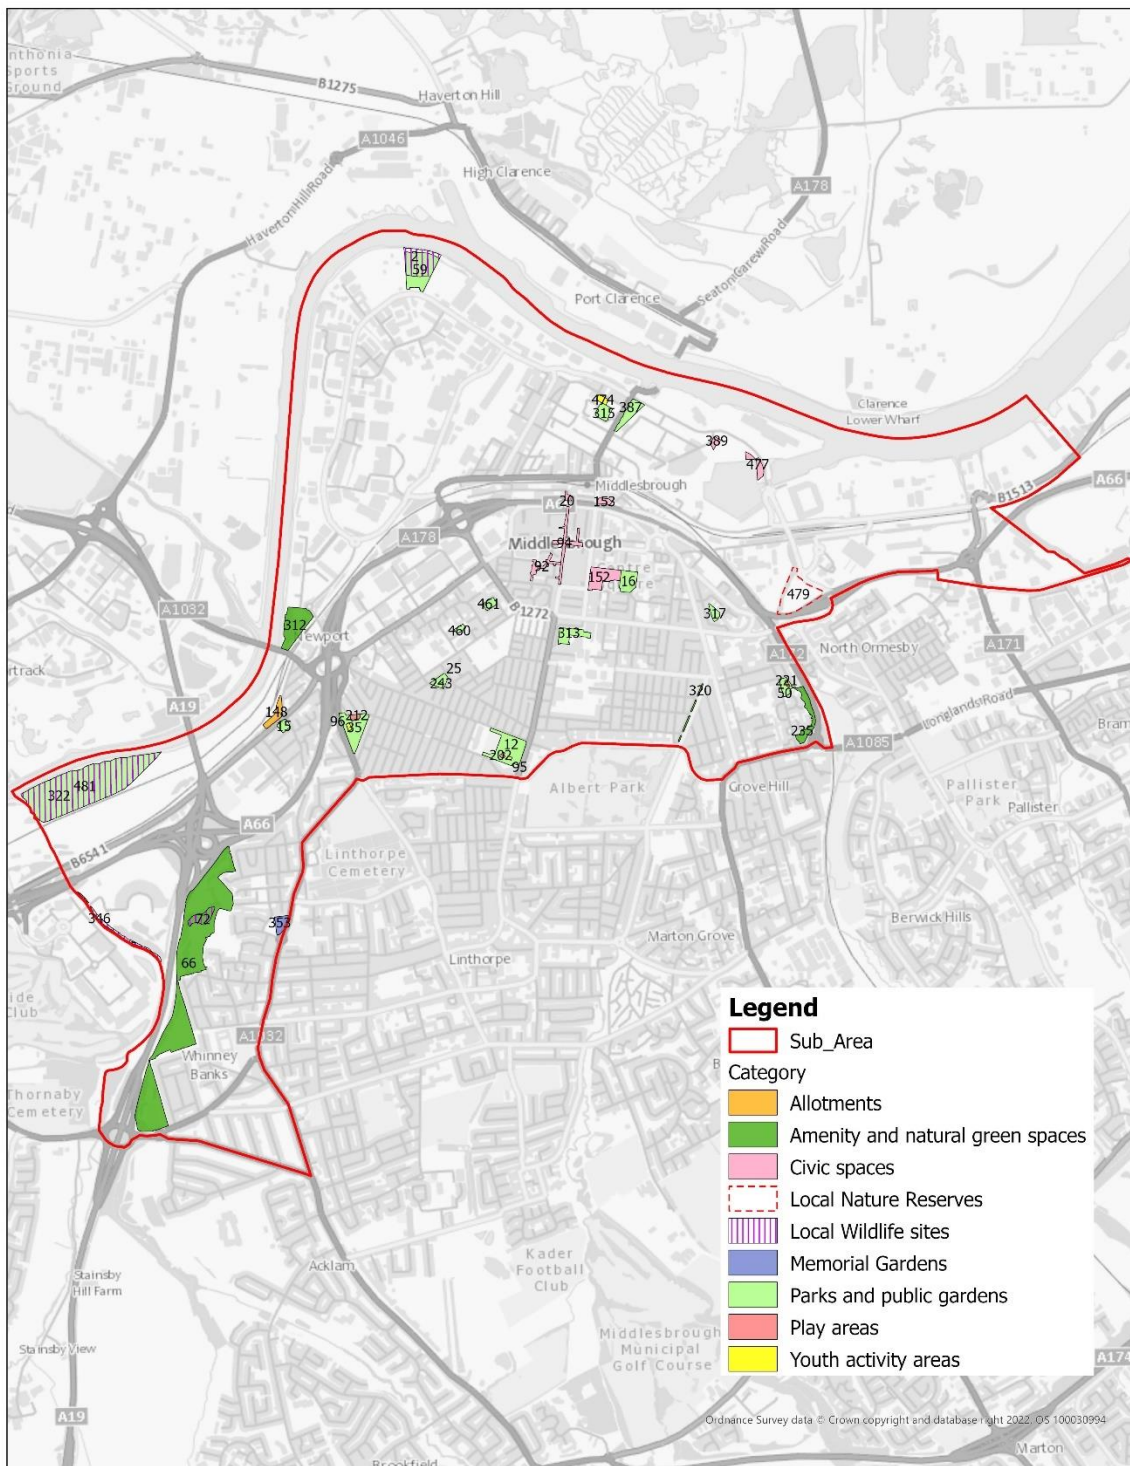 nthonia
Sports
Ground
B1275
Haverton Hill
A1046
High Clarence
A178
Haverton Hill Road
Seaton Carew Road
Port Clarence
2
59
Clarence
Lower Wharf
474
315
387
389
477
A66
B1513
Middlesbrough
20
153
A178
94
Middlesbrough
92
152
16
479
A1032
461
B1272
317
312
Newport
460
313
North Ormesby
A171
A172
25
243
221
50
320
A19
148
15
96
212
35
Longlands Road
235
A1085
12
202
95
481
322
Albert Park
Grove Hill
Pallister
Park
Pallister
A66
B6541
Linthorpe
Cemetery
346
72
353
Berwick Hills
Marton Grove
66
Linthorpe
Whinney
Banks
Thornaby
Cemetery
Legend
Sub_Area
Category
Allotments
Amenity and natural green spaces
Civic spaces
Local Nature Reserves
Local Wildlife sites
Memorial Gardens
Parks and public gardens
Play areas
Youth activity areas
Acklam
Kader
Football
Club
Stainsby
Hill Farm
Stainsby View
Middlesbrough
Municipal
Golf Course
A174
A19
Ordnance Survey data © Crown copyright and database right 2022. OS 100030994
Marton
Brookfield